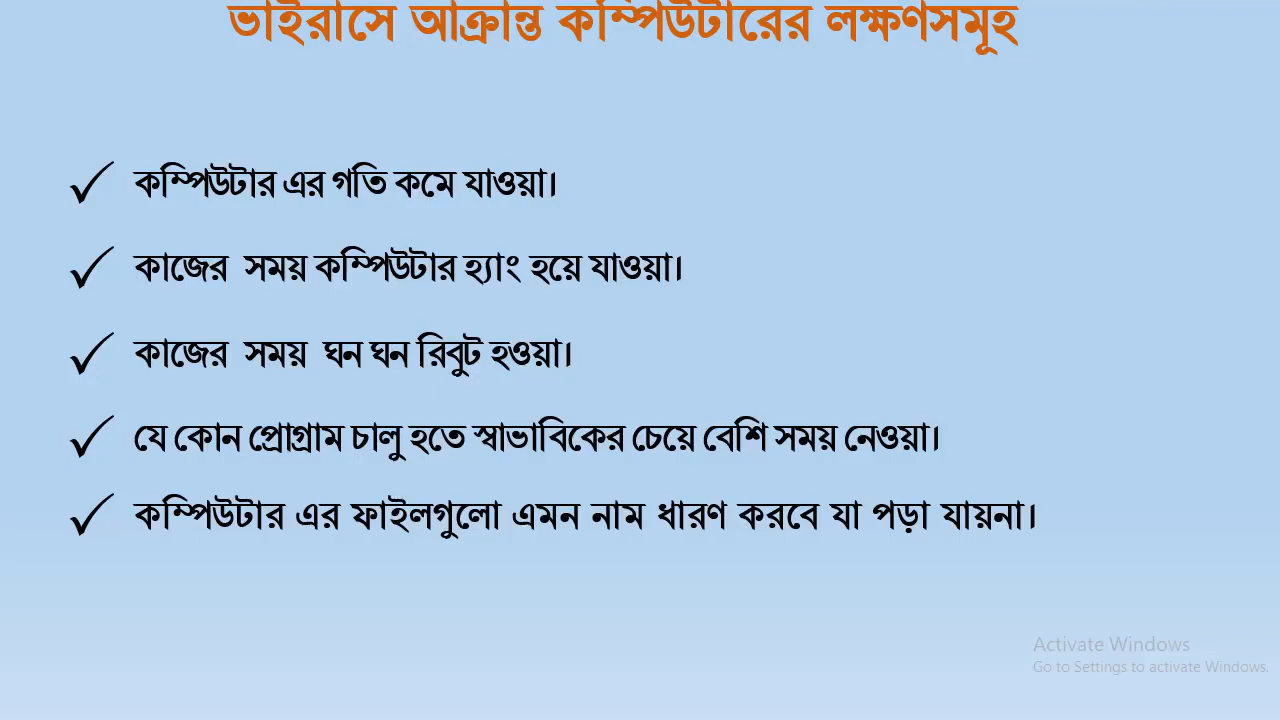 ভাইরাসে আক্রান্ত কম্পিউটারের লক্ষণসমূহ
✓ কম্পিউটার এর গতি কমে যাওয়া।
✓ কাজের সময় কম্পিউটার হ্যাং হয়ে যাওয়া।
✓ কাজের সময় ঘন ঘন রিবুট হওয়া।
✓ যে কোন প্রোগ্রাম চালু হতে স্বাভাবিকের চেয়ে বেশি সময় নেওয়া।
✓ কম্পিউটার এর ফাইলগুলো এমন নাম ধারণ করবে যা পড়া যায়না।
Activate Windows
Go to Settings to activate Windows.